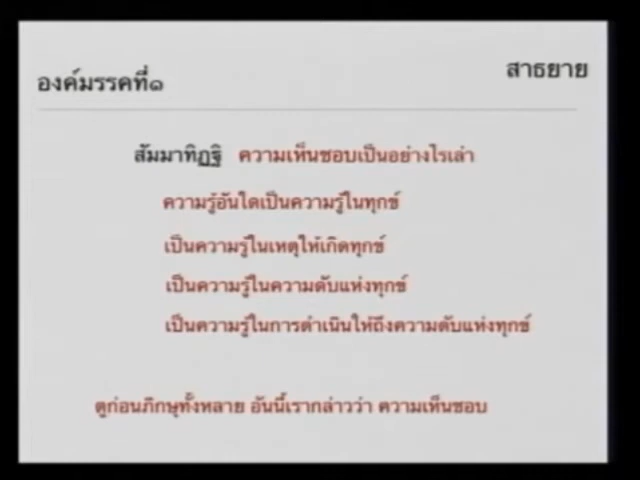 สาธยาย
องค์มรรคที่๑
สัมมาทิฏฐิ ความเห็นชอบเป็นอย่างไรเล่า
ความรู้อันใดเป็นความรู้ในทุกข์
เป็นความรู้ในเหตุให้เกิดทุกข์
เป็นความรู้ในความดับแห่งทุกข์
เป็นความรู้ในการดำเนินให้ถึงความดับแห่งทุกข์
ดูก่อนภิกษุทั้งหลาย อันนี้เรากล่าวว่า ความเห็นชอบ